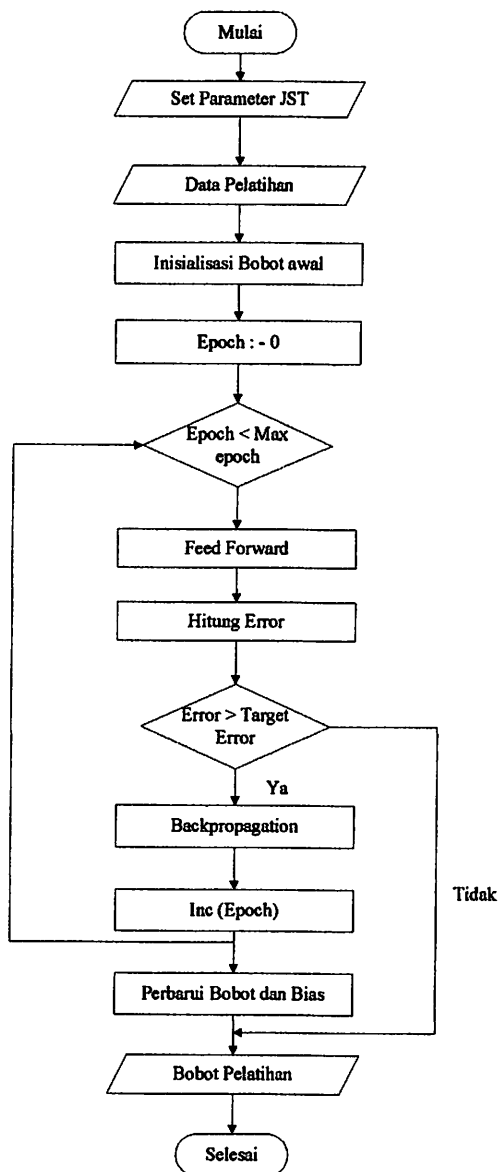 Mulai
Set Parameter JST
Data Pelatihan
Inisialisasi Bobot awal
Epoch : - 0
Epoch < Max
epoch
Feed Forward
Hitung Error
Error > Target
Error
Ya
Backpropagation
Tidak
Inc (Epoch)
Perbarui Bobot dan Bias
Bobot Pelatihan
Selesai